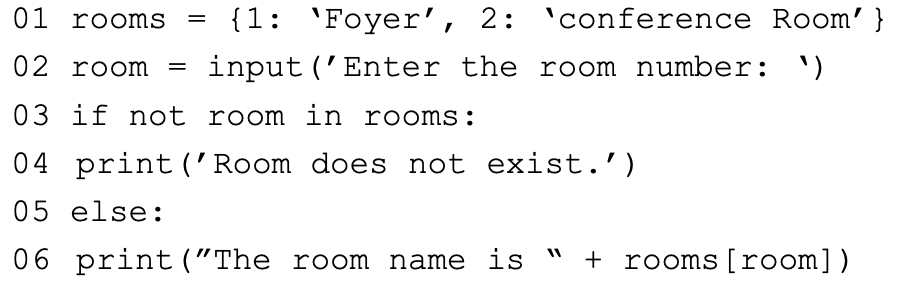 01 rooms = {1: ‘Foyer’, 2: ‘conference Room’}
02 room = input(’Enter the room number: ‘)
03 if not room in rooms:
04 print(’Room does not exist.’)
05 else:
06 print(”The room name is “ + rooms[room])